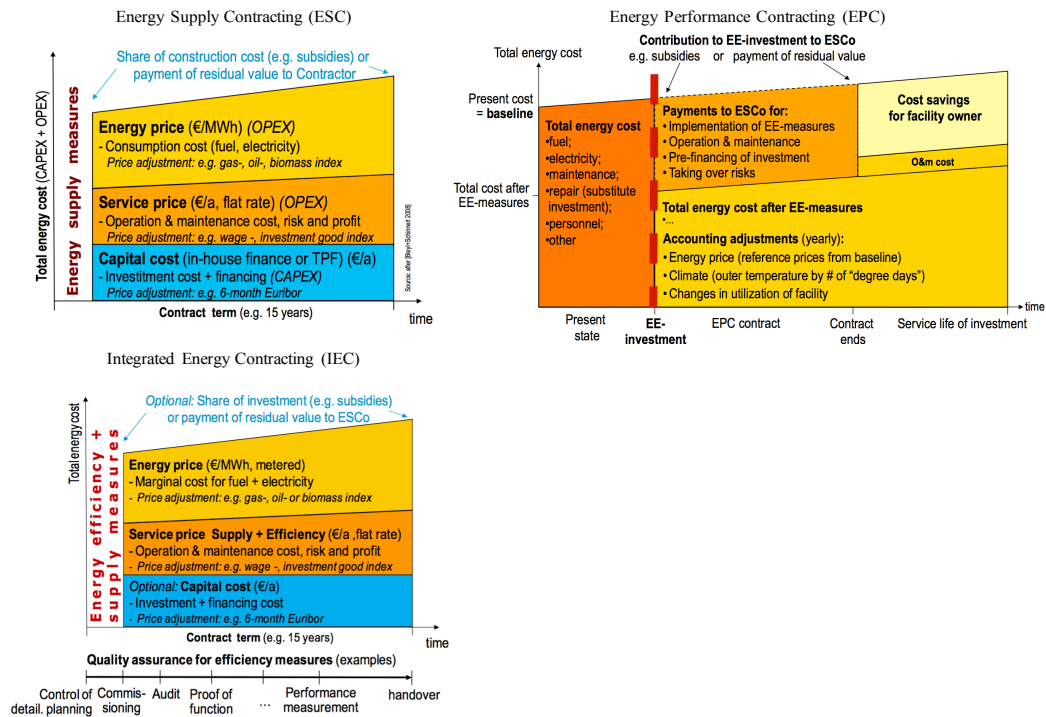 Energy Supply Contracting (ESC)
Share of construction cost (e.g. subsidies) or
payment of residual value to Contractor
Total energy cost (CAPEX + OPEX)
Energy supply measures
Energy price (€/MWh) (OPEX)
- Consumption cost (fuel, electricity)
Price adjustment: e.g. gas-, oil-, biomass index
Service price (€/a, flat rate) (OPEX)
- Operation & maintenance cost, risk and profit
Price adjustment: e.g. wage -, investment good index
Capital cost (in-house finance or TPF) (€/a)
- Investitment cost + financing (CAPEX)
Price adjustment: e.g. 6-month Euribor
Source: after [Bleyl+Schinnerl 2008]
Contract term (e.g. 15 years)
time
Energy Performance Contracting (EPC)
Contribution to EE-investment to ESCo
e.g. subsidies or payment of residual value
Total energy cost
Present cost
= baseline
Total cost after
EE-measures
Total energy cost
•fuel;
•electricity;
•maintenance;
•repair (substitute
investment);
•personnel;
•other
Payments to ESCo for:
• Implementation of EE-measures
• Operation & maintenance
• Pre-financing of investment
• Taking over risks
Cost savings
for facility owner
O&m cost
Total energy cost after EE-measures
•...
Accounting adjustments (yearly):
• Energy price (reference prices from baseline)
• Climate (outer temperature by # of “degree days”)
• Changes in utilization of facility
time
Present
state
EE-
investment
EPC contract
Contract
ends
Service life of investment
Integrated Energy Contracting (IEC)
Optional: Share of investment (e.g. subsidies)
or payment of residual value to ESCo
Total energy cost
Energy efficiency +
supply measures
Energy price (€/MWh, metered)
- Marginal cost for fuel + electricity
- Price adjustment: e.g. gas-, oil- or biomass index
Service price Supply + Efficiency (€/a ,flat rate)
- Operation & maintenance cost, risk and profit
- Price adjustment: e.g. wage -, investment good index
Optional: Capital cost (€/a)
- Investment + financing cost
- Price adjustment: e.g. 6-month Euribor
Contract term (e.g. 15 years)
time
Quality assurance for efficiency measures (examples)
Control of
detail. planning
Commis-
sioning
Audit
Proof of
function
...
Performance
measurement
handover